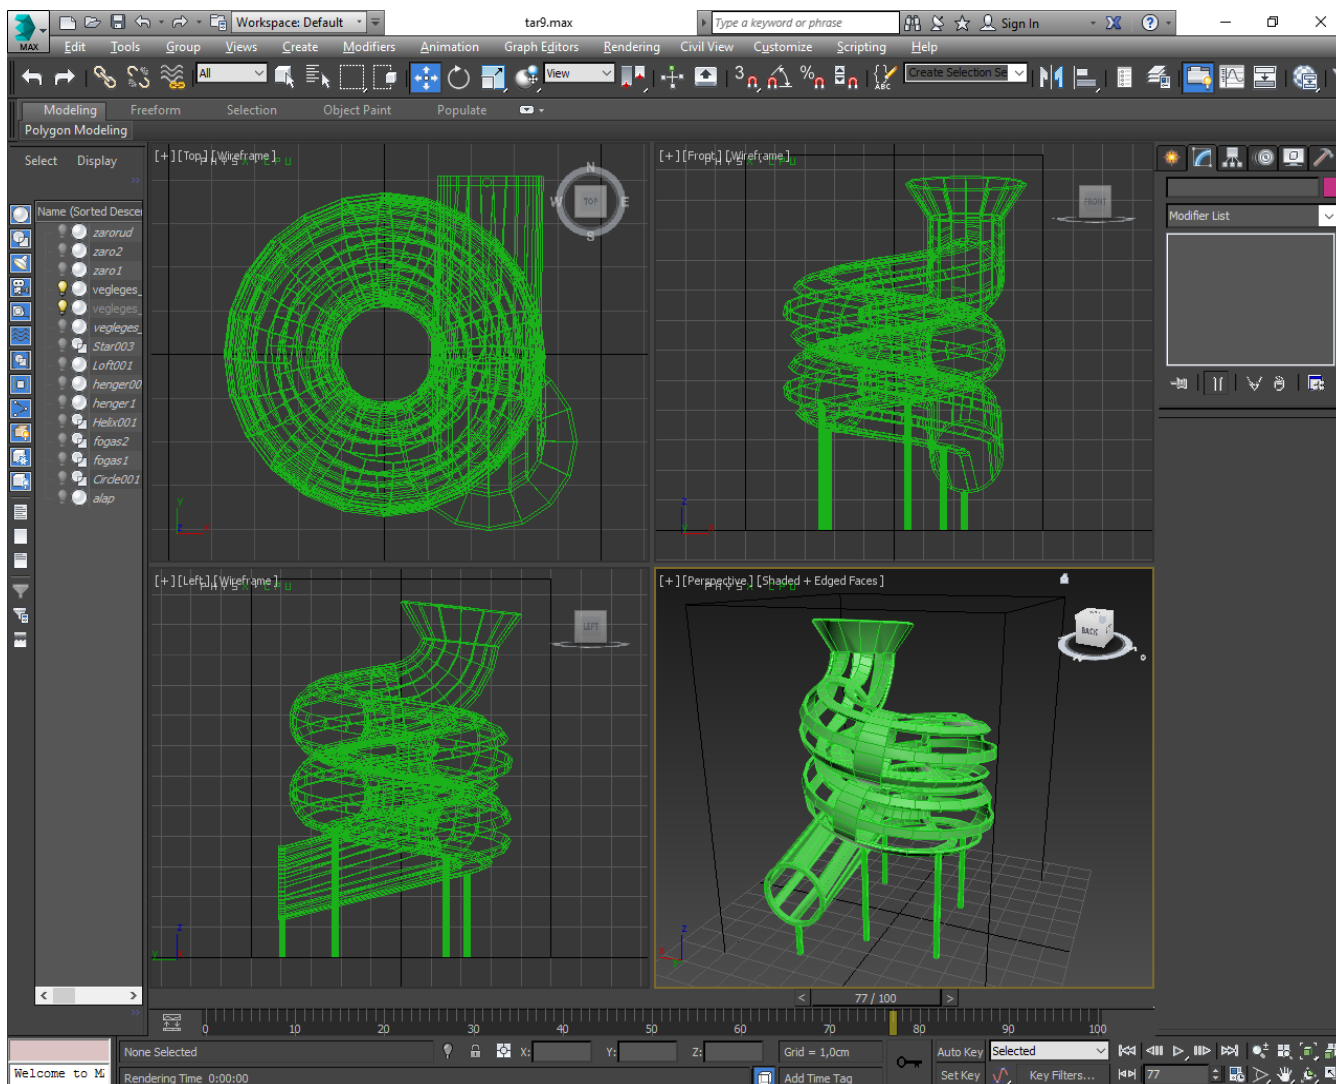 Workspace: Default
tar9.max
Type a keyword or phrase
Sign In
MAX
Edit Tools Group Views Create Modifiers Animation Graph Editors Rendering Civil View Customize Scripting Help
All
View
Create Selection Se
Modeling Freeform Selection Object Paint Populate
Polygon Modeling
Select Display
Name (Sorted Descer
zarorud
zaro2
zaro1
vegleges_
vegleges_
vegleges_
Star003
Loft001
henger00
henger1
Helix001
fogas2
fogas1
Circle001
alap
[+][Top][Wireframe]
N
W TOP E
S
[+][Front][Wireframe]
FRONT
[+][Left][Wireframe]
LEFT
[+][Perspective][Shaded + Edged Faces]
BACK
Modifier List
< 77 / 100 >
0 10 20 30 40 50 60 70 80 90 100
None Selected
X: Y: Z:
Grid = 1,0cm
Auto Key
Selected
Welcome to M
Rendering Time 0:00:00
Add Time Tag
Set Key
Key Filters...
77